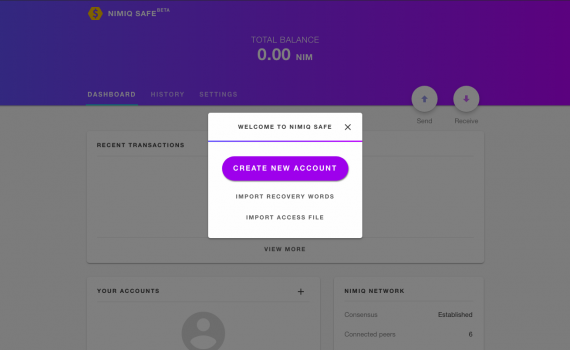 NIMIQ SAFE BETA
TOTAL BALANCE
0.00 NIM
DASHBOARD HISTORY SETTINGS
Send Receive
WELCOME TO NIMIQ SAFE
RECENT TRANSACTIONS
CREATE NEW ACCOUNT
IMPORT RECOVERY WORDS
IMPORT ACCESS FILE
VIEW MORE
YOUR ACCOUNTS
NIMIQ NETWORK
Consensus Established
Connected peers 6